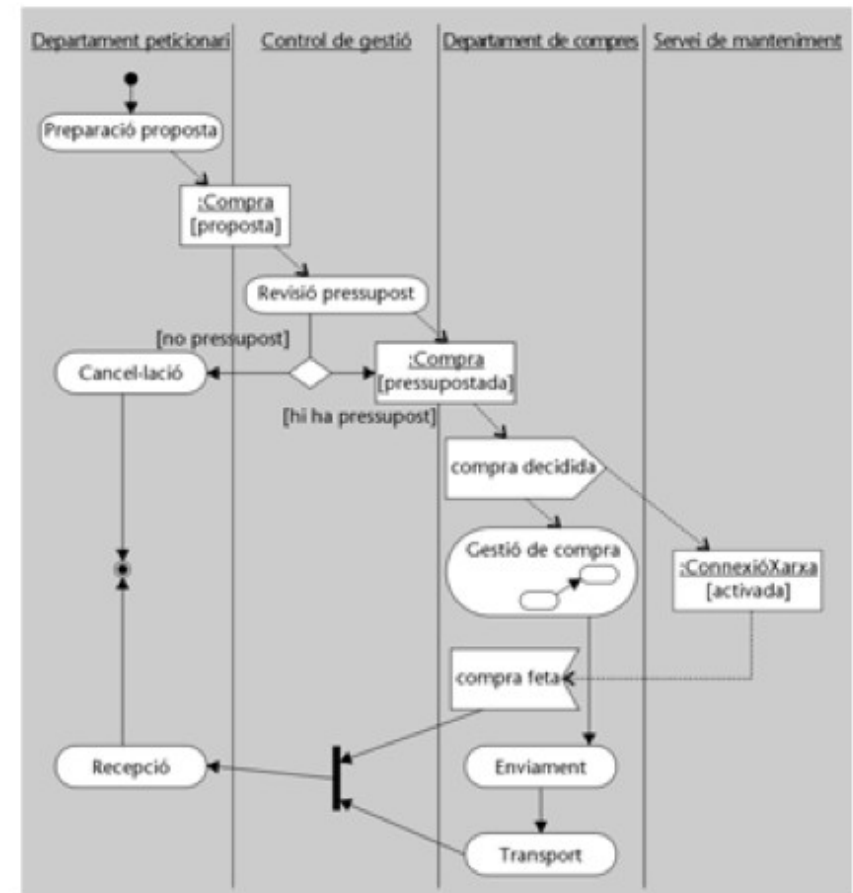 Departament peticionari
Control de gestió
Departament de compres
Servei de manteniment
Preparació proposta
:Compra
[proposta]
Revisió pressupost
[no pressupost]
Cancel·lació
:Compra
[pressupostada]
[hi ha pressupost]
compra decidida
Gestió de compra
:ConnexióXarxa
[activada]
compra feta
Recepció
Enviament
Transport